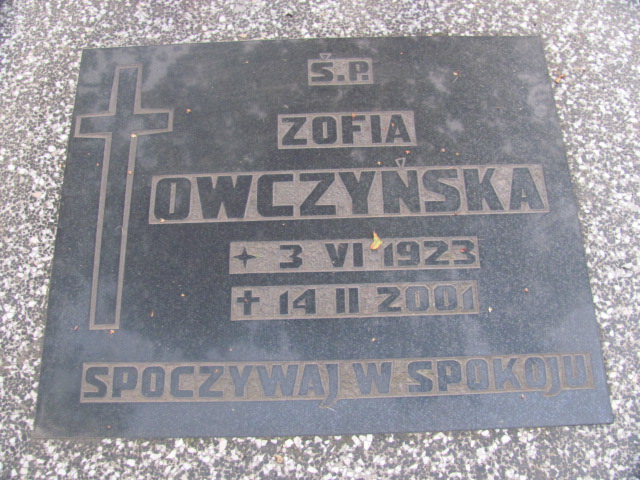 Ś.P.
ZOFIA
OWCZYŃSKA
3 VI 1923
14 II 2001
SPOCZYWAJ W SPOKOJU